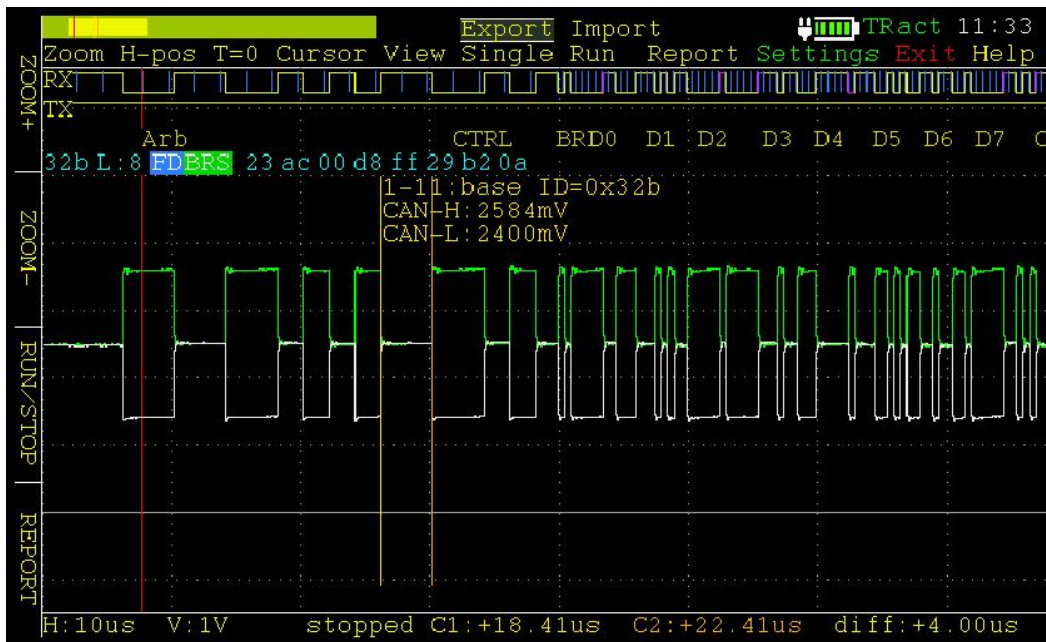 Export Import TRact 11:33
Zoom H-pos T=0 Cursor View Single Run Report Settings Exit Help
ZOOM+
RX
TX
Arb CTRL BRD0 D1 D2 D3 D4 D5 D6 D7 C
32b L:8 FD BRS 23 ac 00 d8 ff 29 b2 0a
1-11:base ID=0x32b
CAN-H:2584mV
CAN-L:2400mV
ZOOM-
RUN/STOP
REPORT
H:10us V:1V stopped C1:+18.41us C2:+22.41us diff:+4.00us